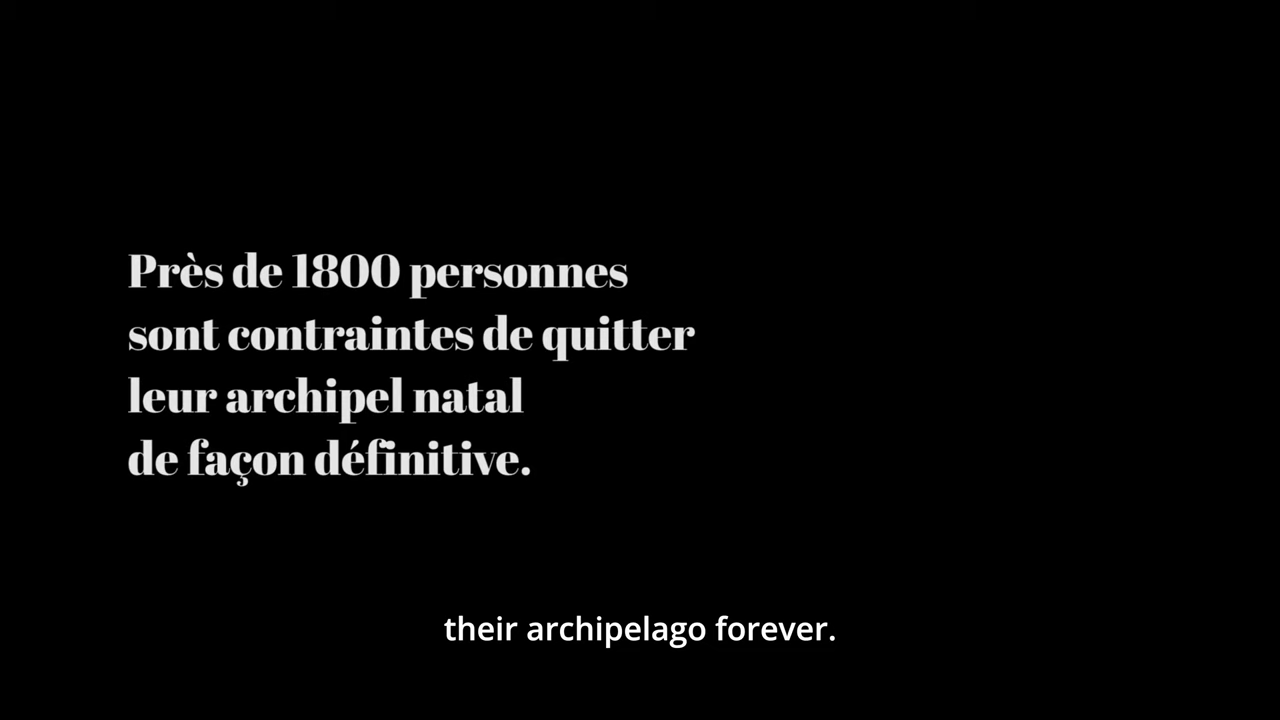 Près de 1800 personnes
sont contraintes de quitter
leur archipel natal
de façon définitive.
their archipelago forever.